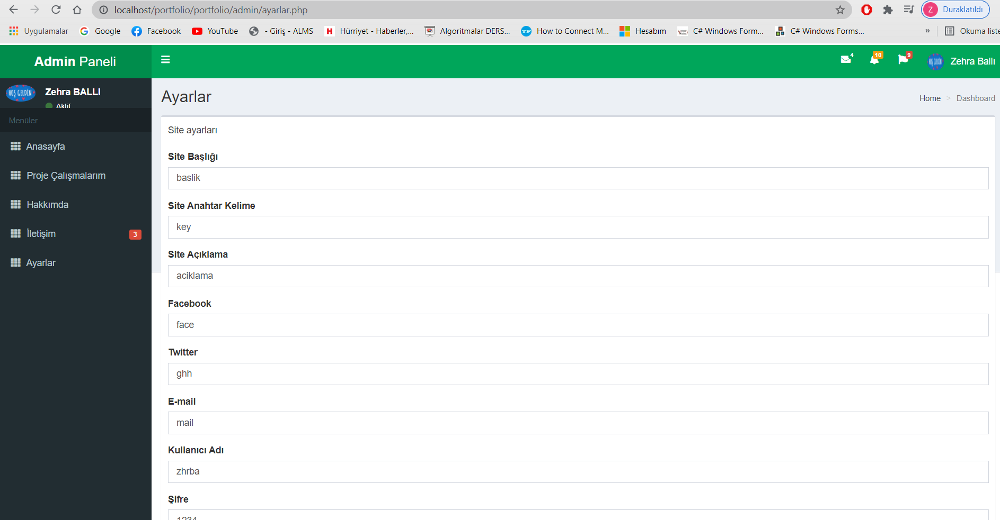 localhost/portfolio/portfolio/admin/ayarlar.php
Z Duraklatıldı
Uygulamalar Google Facebook YouTube - Giriş - ALMS H Hürriyet - Haberler,... Algoritmalar DERS... TF How to Connect M... Hesabım C# Windows Form... C# Windows Forms... » Okuma liste
Admin Paneli
4 10 9 Zehra Ballı
HOŞ GELDİN
Zehra BALLI
Aktif
Menüler
Anasayfa
Proje Çalışmalarım
Hakkımda
İletişim 3
Ayarlar
Ayarlar
Home > Dashboard
Site ayarları
Site Başlığı
baslik
Site Anahtar Kelime
key
Site Açıklama
aciklama
Facebook
face
Twitter
ghh
E-mail
mail
Kullanıcı Adı
zhrba
Şifre
1234